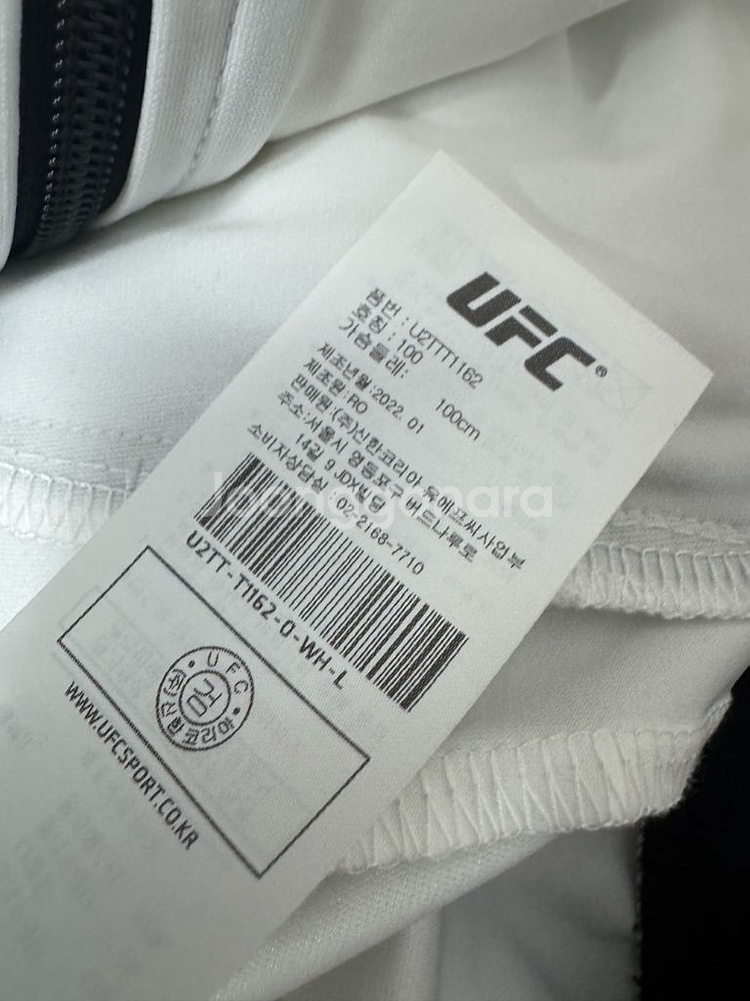 UFC®
품번 : U2TTT1162
호칭 : 100
가슴둘레: 100cm
제조년월:2022. 01
제조원:RO
판매원:(주)신한코리아 유에프씨사업부
주소:서울시 영등포구 버드나루로
14길 9 JDX빌딩
소비자상담실 02-2168-7710
Joonggonara
U2TT-T1162-0-WH-L
UFC
검
(주)신한코리아
WWW.UFCSPORT.CO.KR